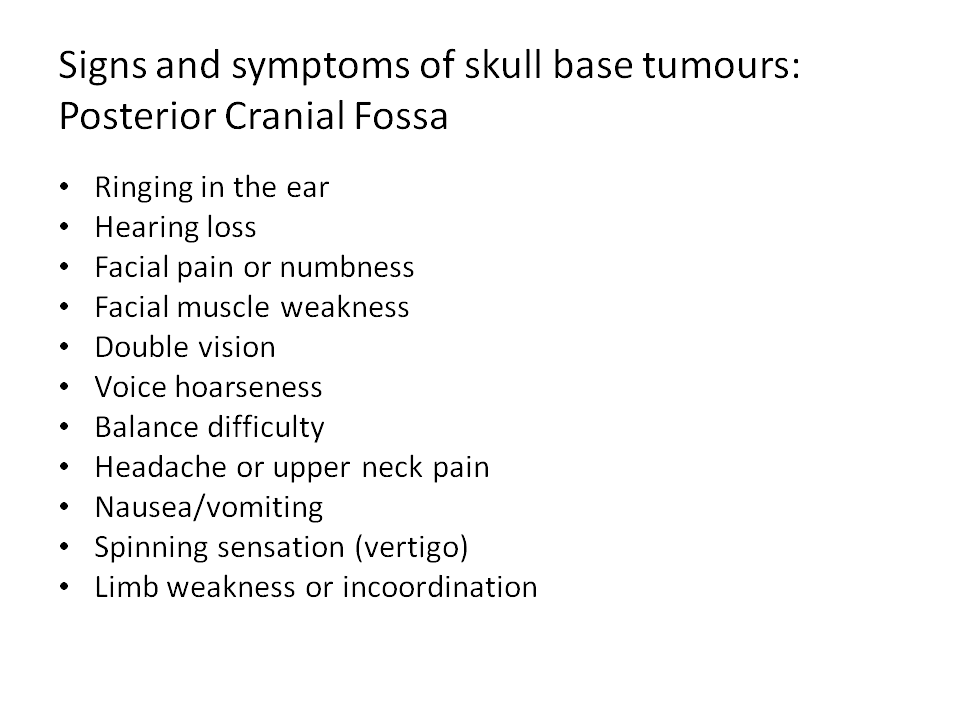 Signs and symptoms of skull base tumours:
Posterior Cranial Fossa
• Ringing in the ear
• Hearing loss
• Facial pain or numbness
• Facial muscle weakness
• Double vision
• Voice hoarseness
• Balance difficulty
• Headache or upper neck pain
• Nausea/vomiting
• Spinning sensation (vertigo)
• Limb weakness or incoordination